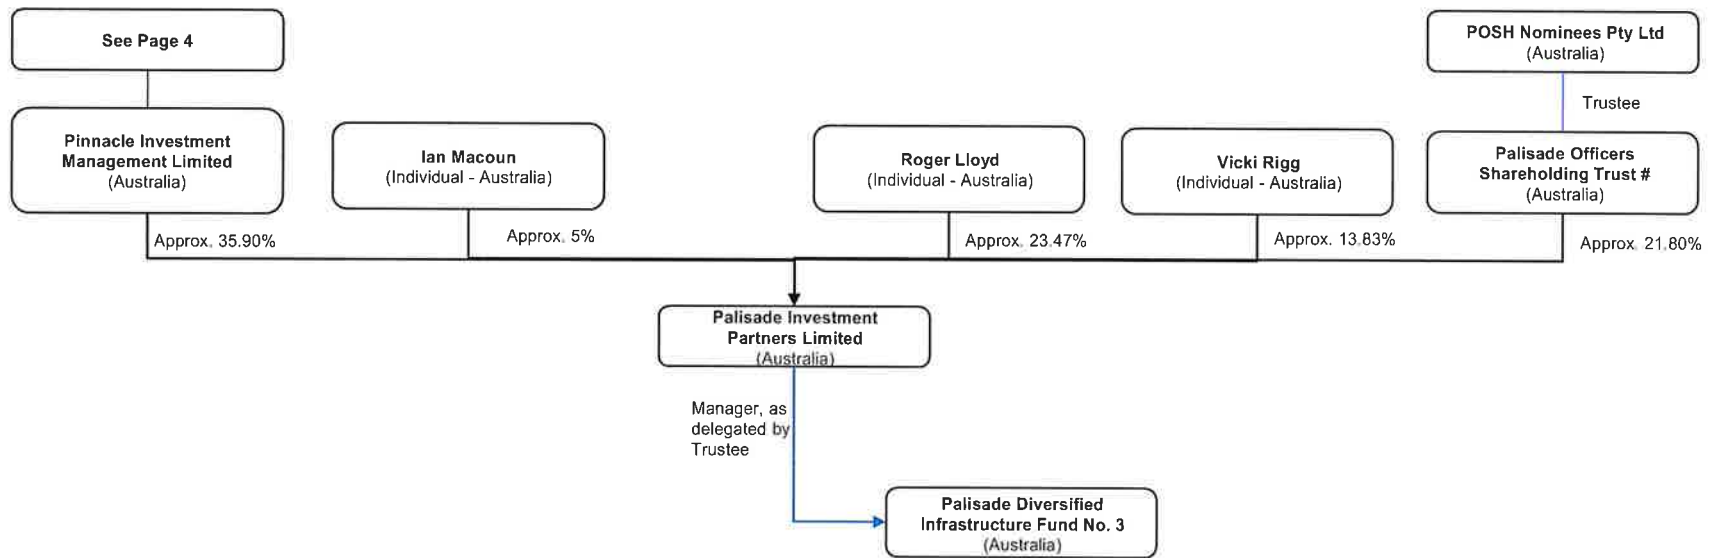 See Page 4
POSH Nominees Pty Ltd
(Australia)
Trustee
Pinnacle Investment
Management Limited
(Australia)
Ian Macoun
(Individual - Australia)
Roger Lloyd
(Individual - Australia)
Vicki Rigg
(Individual - Australia)
Palisade Officers
Shareholding Trust #
(Australia)
Approx. 35.90%
Approx. 5%
Approx. 23.47%
Approx. 13.83%
Approx. 21.80%
Palisade Investment
Partners Limited
(Australia)
Manager, as
delegated by
Trustee
Palisade Diversified
Infrastructure Fund No. 3
(Australia)